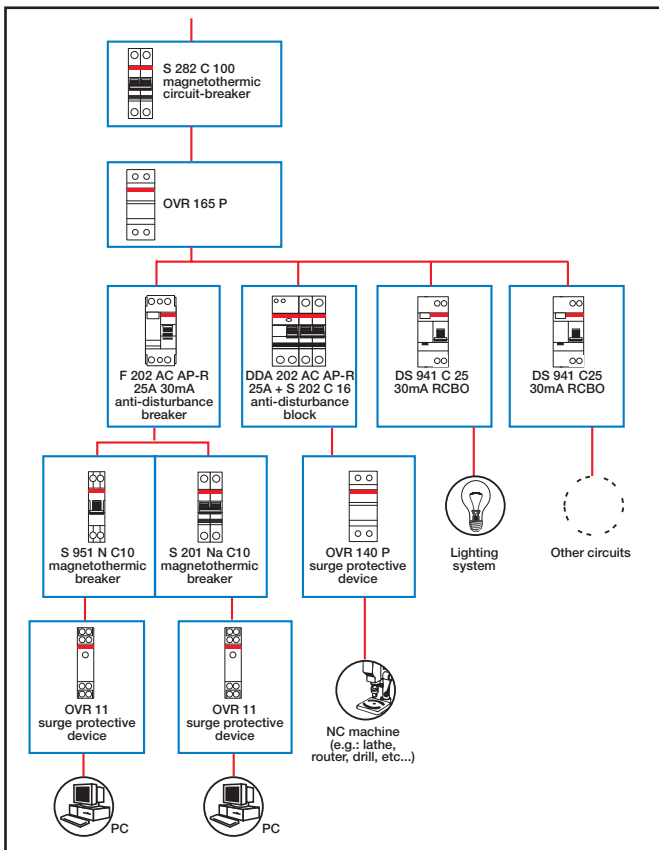 S 282 C 100
magnetothermic
circuit-breaker
OVR 165 P
F 202 AC AP-R
25A 30mA
anti-disturbance
breaker
DDA 202 AC AP-R
25A + S 202 C 16
anti-disturbance
block
DS 941 C 25
30mA RCBO
DS 941 C25
30mA RCBO
S 951 N C10
magnetothermic
breaker
S 201 Na C10
magnetothermic
breaker
OVR 140 P
surge protective
device
Lighting
system
Other circuits
OVR 11
surge protective
device
OVR 11
surge protective
device
NC machine
(e.g.: lathe,
router, drill, etc...)
PC
PC